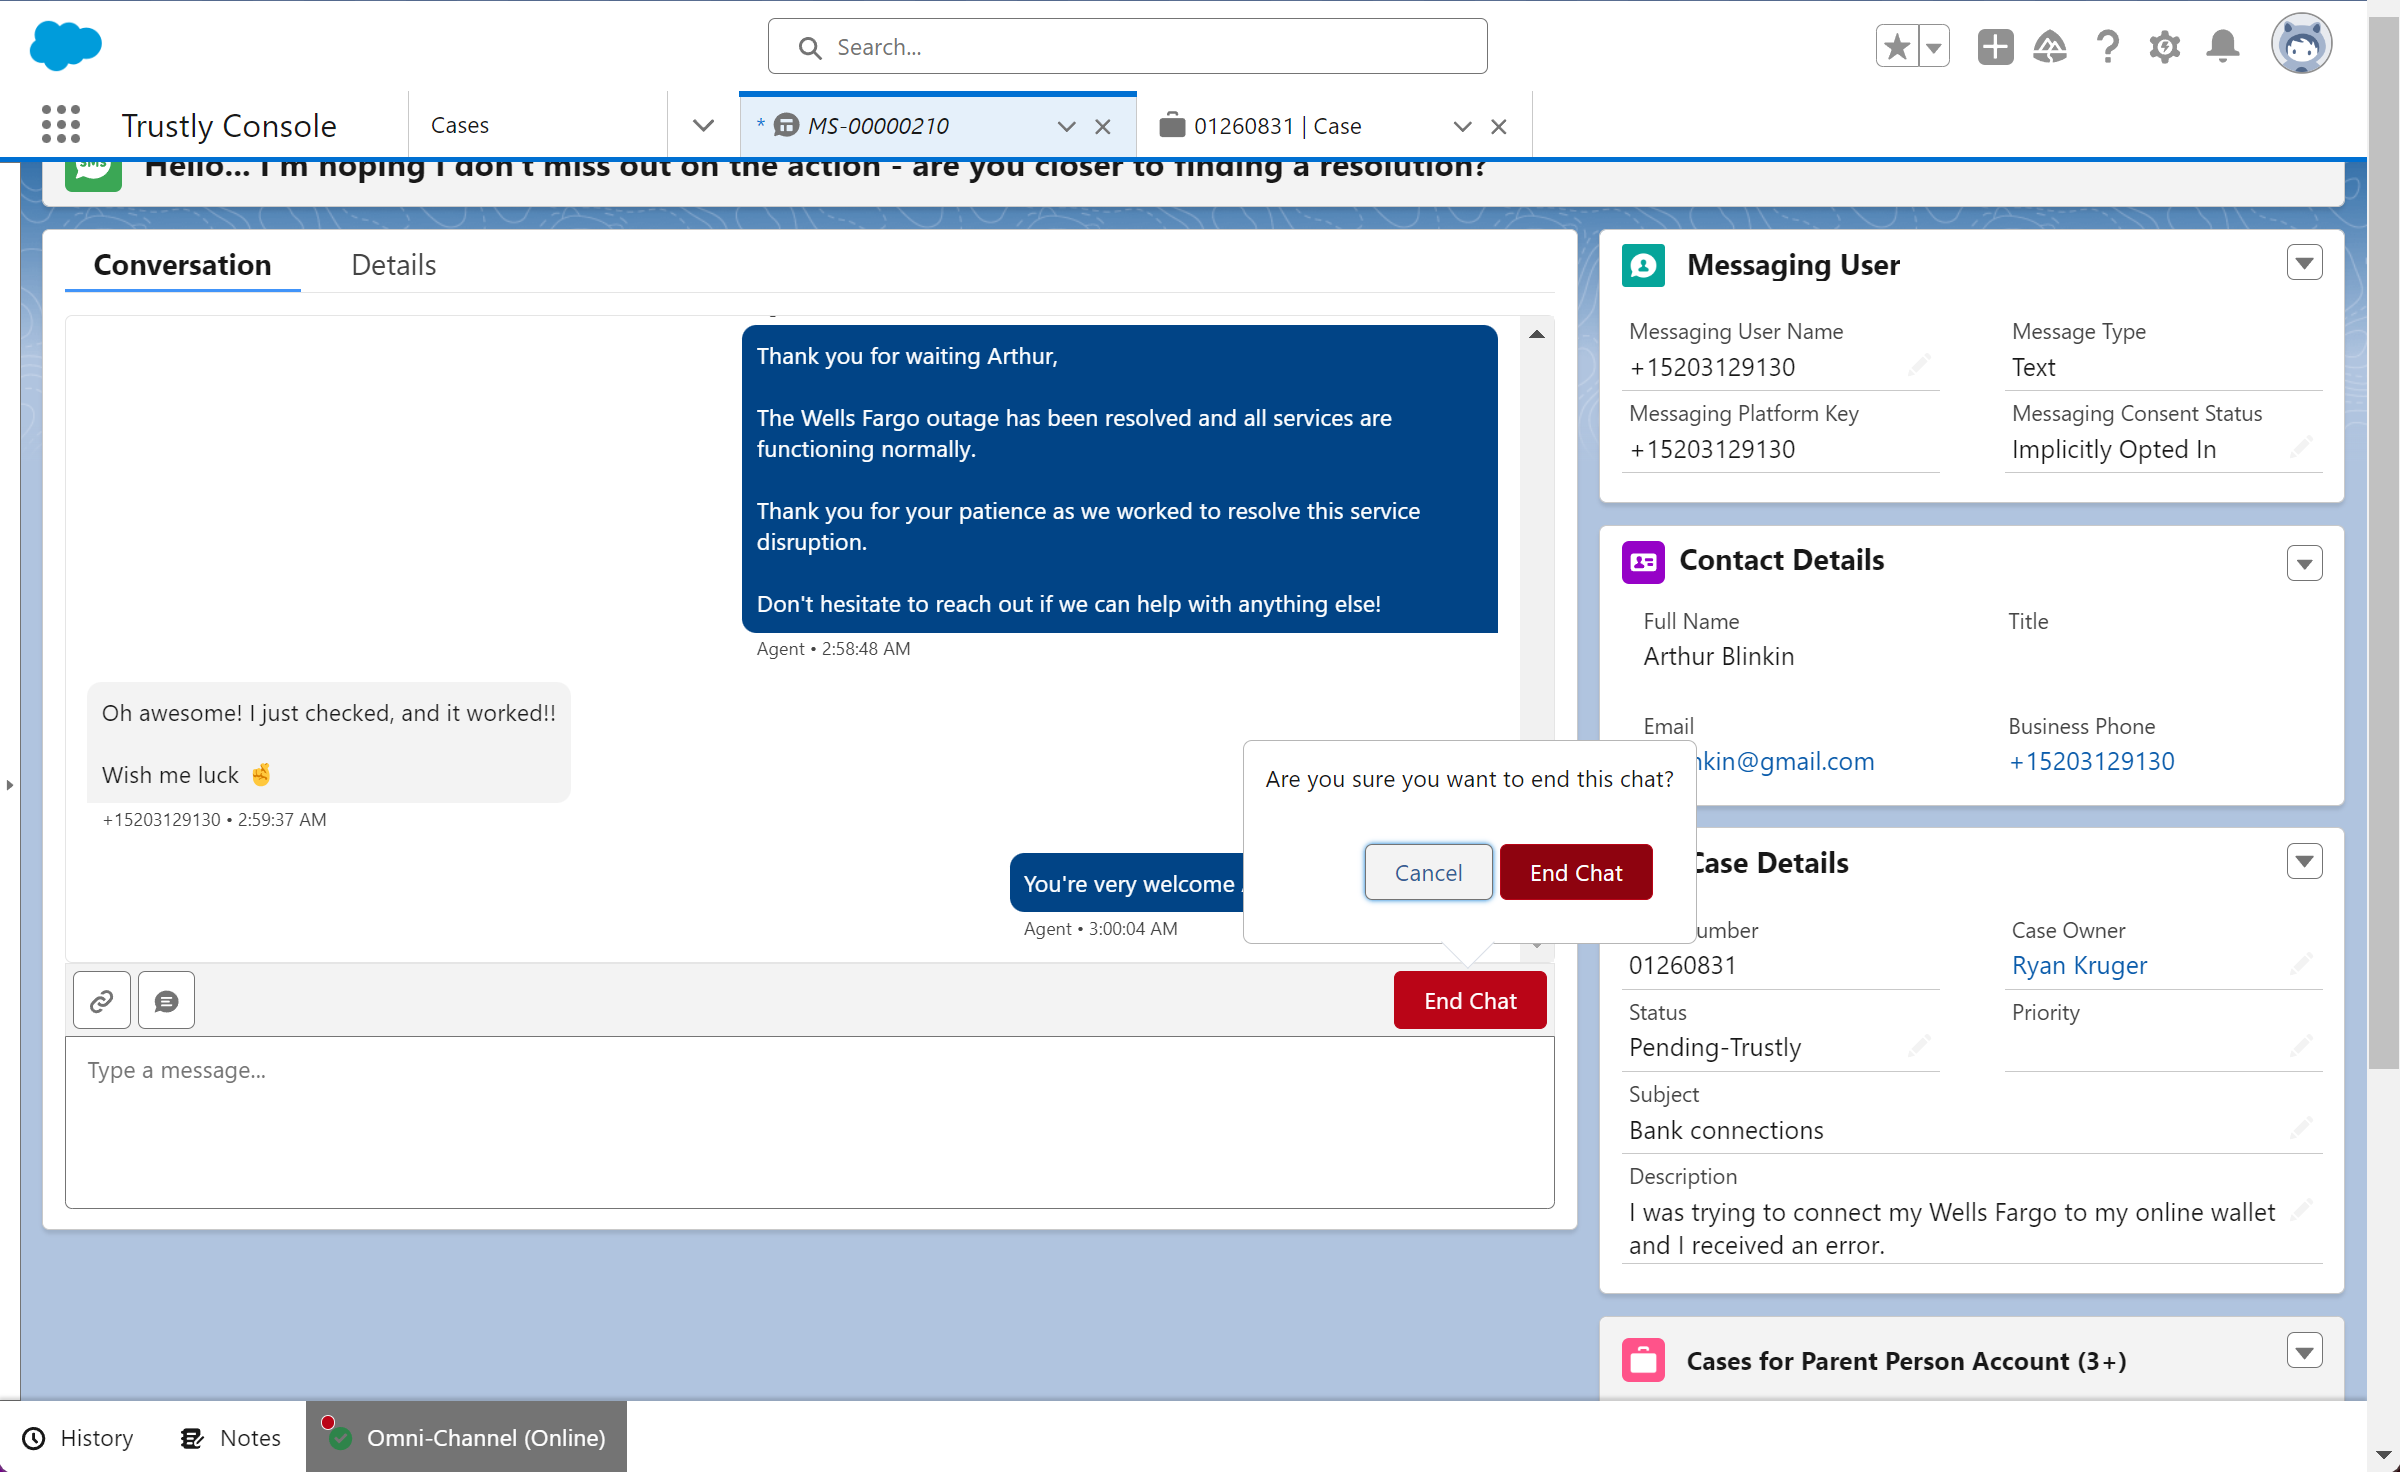 Search...
Trustly Console
Cases
* MS-00000210
01260831 | Case
SMS
Hello... I'm hoping I don't miss out on the action - are you closer to finding a resolution?
Conversation
Details
Thank you for waiting Arthur,
The Wells Fargo outage has been resolved and all services are
functioning normally.
Thank you for your patience as we worked to resolve this service
disruption.
Don't hesitate to reach out if we can help with anything else!
Agent • 2:58:48 AM
Oh awesome! I just checked, and it worked!!
Wish me luck 🤞
+15203129130 • 2:59:37 AM
You're very welcome
Agent • 3:00:04 AM
Are you sure you want to end this chat?
Cancel
End Chat
End Chat
Type a message...
Messaging User
Messaging User Name
+15203129130
Message Type
Text
Messaging Platform Key
+15203129130
Messaging Consent Status
Implicitly Opted In
Contact Details
Full Name
Arthur Blinkin
Title
Email
nkin@gmail.com
Business Phone
+15203129130
Case Details
umber
01260831
Case Owner
Ryan Kruger
Status
Pending-Trustly
Priority
Subject
Bank connections
Description
I was trying to connect my Wells Fargo to my online wallet
and I received an error.
Cases for Parent Person Account (3+)
History
Notes
Omni-Channel (Online)